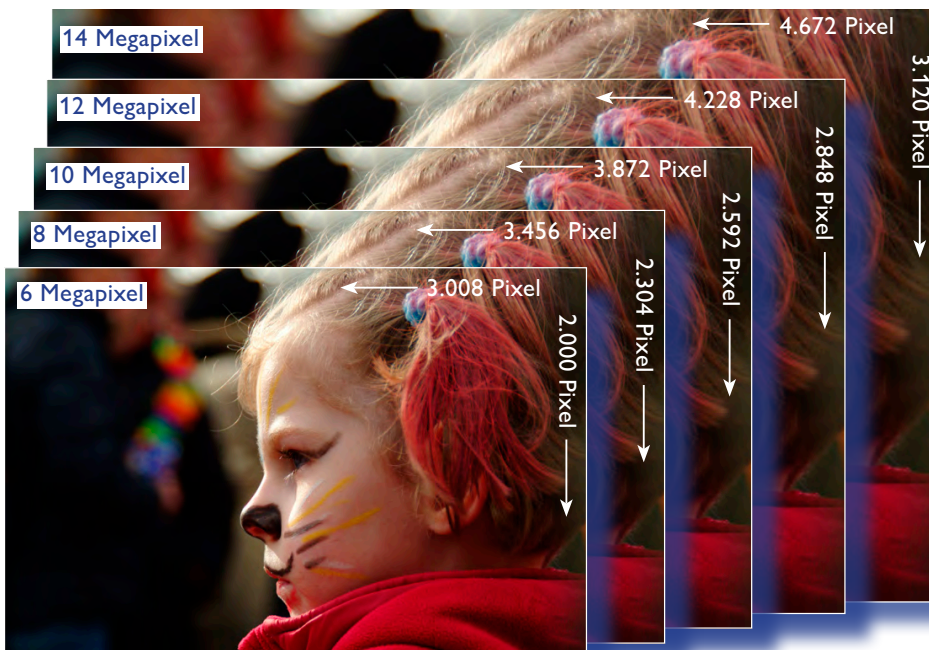 14 Megapixel
4.672 Pixel
3.120 Pixel
12 Megapixel
4.228 Pixel
2.848 Pixel
10 Megapixel
3.872 Pixel
2.592 Pixel
8 Megapixel
3.456 Pixel
2.304 Pixel
6 Megapixel
3.008 Pixel
2.000 Pixel